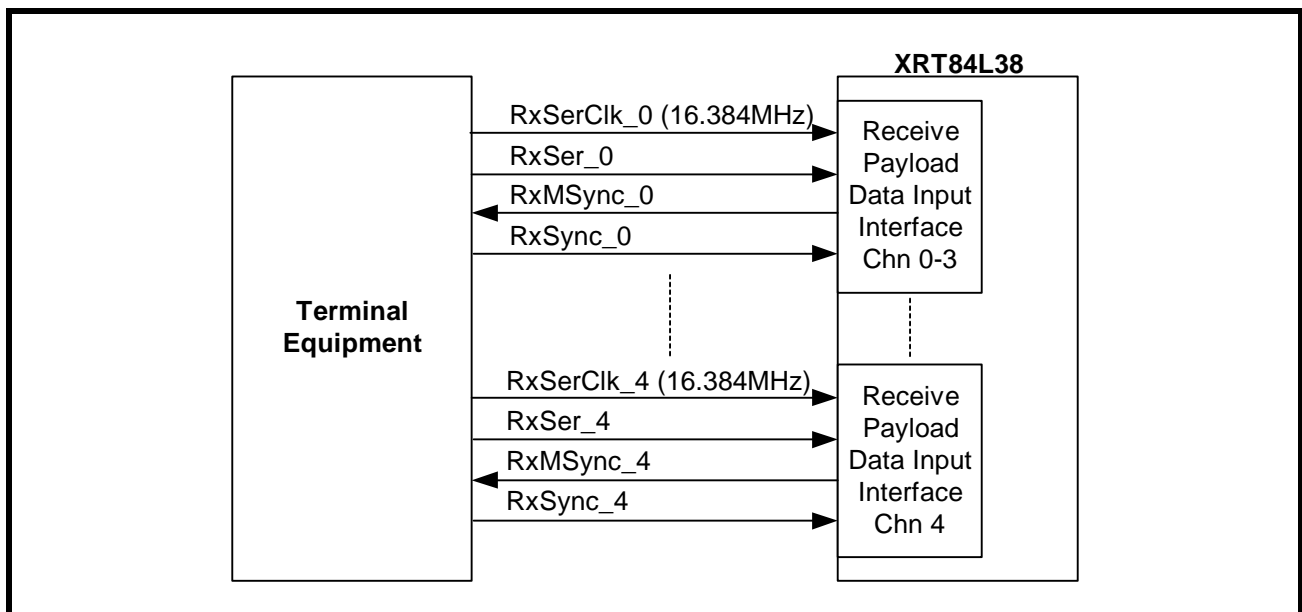 XRT84L38
RxSerClk_0 (16.384MHz)
RxSer_0
RxMSync_0
RxSync_0
Receive
Payload
Data Input
Interface
Chn 0-3
Terminal
Equipment
RxSerClk_4 (16.384MHz)
RxSer_4
RxMSync_4
RxSync_4
Receive
Payload
Data Input
Interface
Chn 4